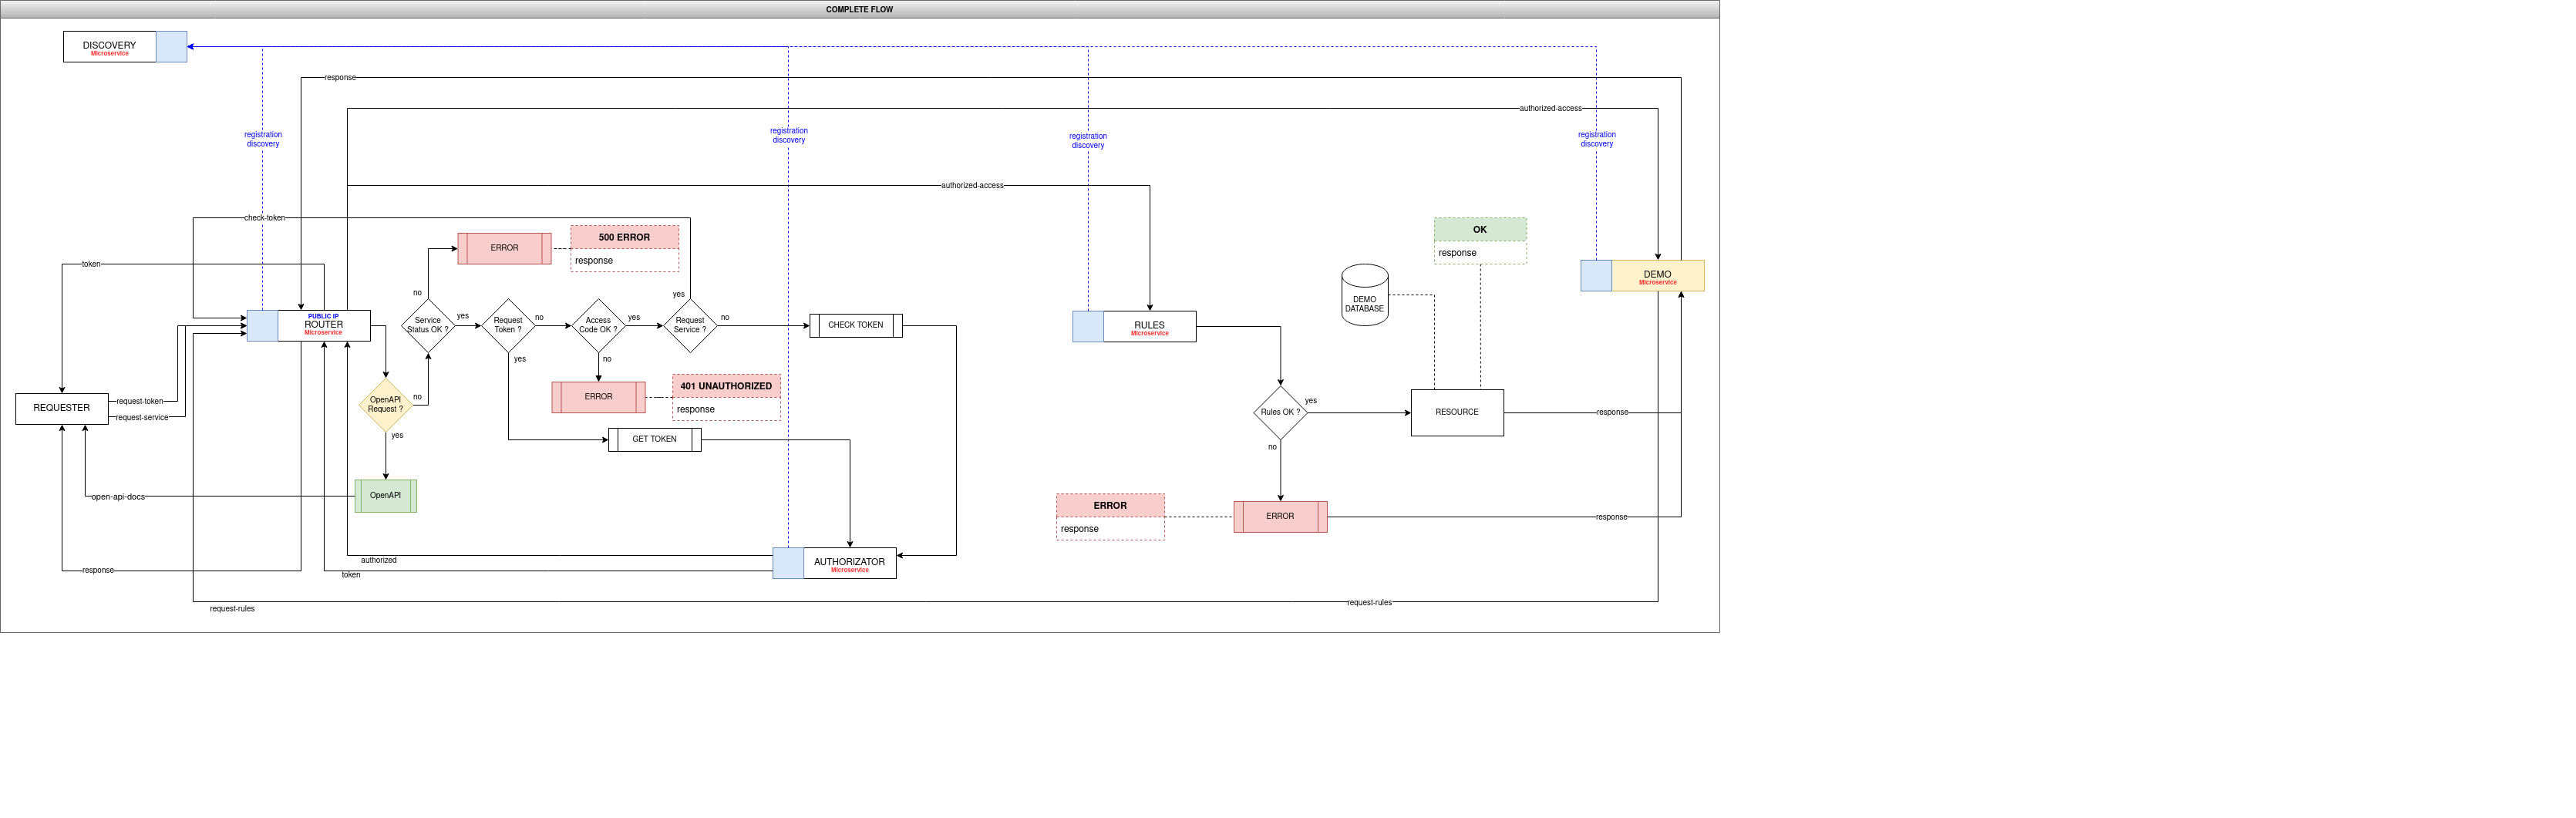 COMPLETE FLOW
DISCOVERY
Microservice
response
authorized-access
registration
discovery
registration
discovery
registration
discovery
registration
discovery
authorized-access
check-token
OK
response
500 ERROR
response
ERROR
token
DEMO
Microservice
no
yes
DEMO
DATABASE
PUBLIC IP
ROUTER
Microservice
Service
Status OK ?
yes
Request
Token ?
no
Access
Code OK ?
yes
Request
Service ?
no
CHECK TOKEN
RULES
Microservice
yes
no
401 UNAUTHORIZED
response
ERROR
OpenAPI
Request ?
no
yes
REQUESTER
request-token
request-service
Rules OK ?
yes
RESOURCE
response
no
GET TOKEN
OpenAPI
open-api-docs
ERROR
response
ERROR
response
authorized
AUTHORIZATOR
Microservice
response
token
request-rules
request-rules